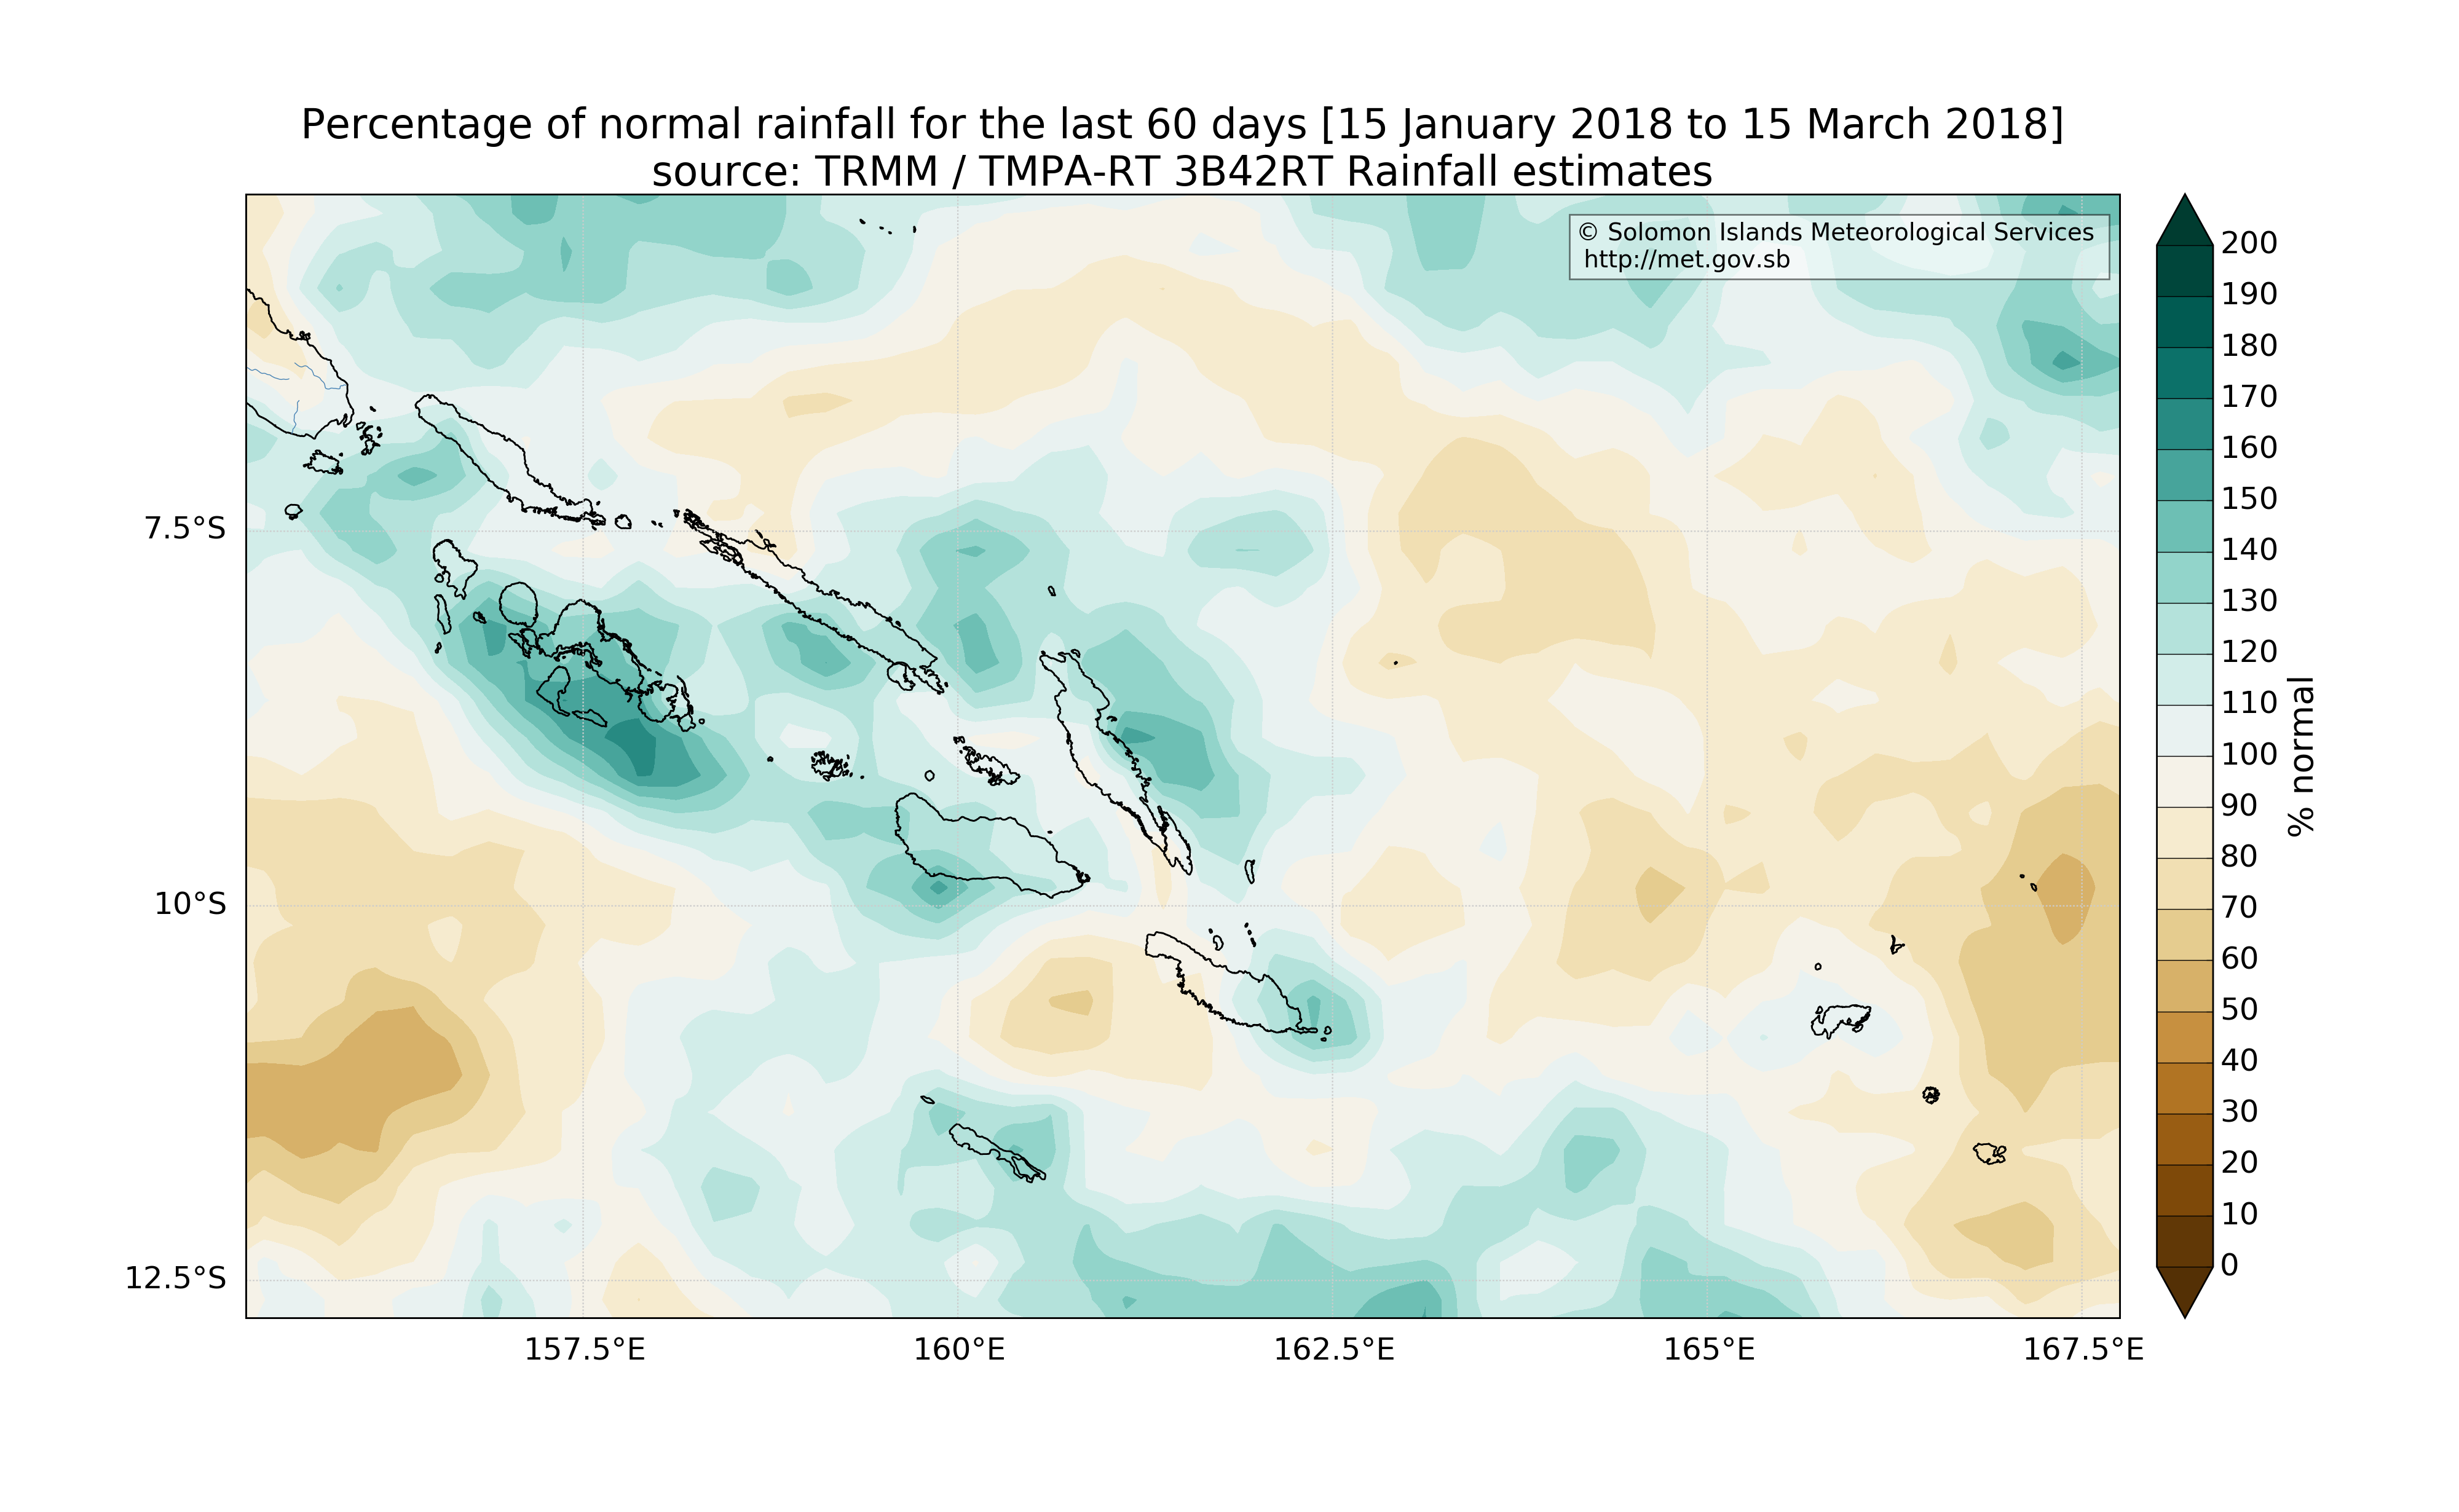 Percentage of normal rainfall for the last 60 days [15 January 2018 to 15 March 2018]
source: TRMM / TMPA-RT 3B42RT Rainfall estimates
© Solomon Islands Meteorological Services
http://met.gov.sb
7.5°S
10°S
12.5°S
157.5°E
160°E
162.5°E
165°E
167.5°E
200
190
180
170
160
150
140
130
120
110
100
90
80
70
60
50
40
30
20
10
0
% normal